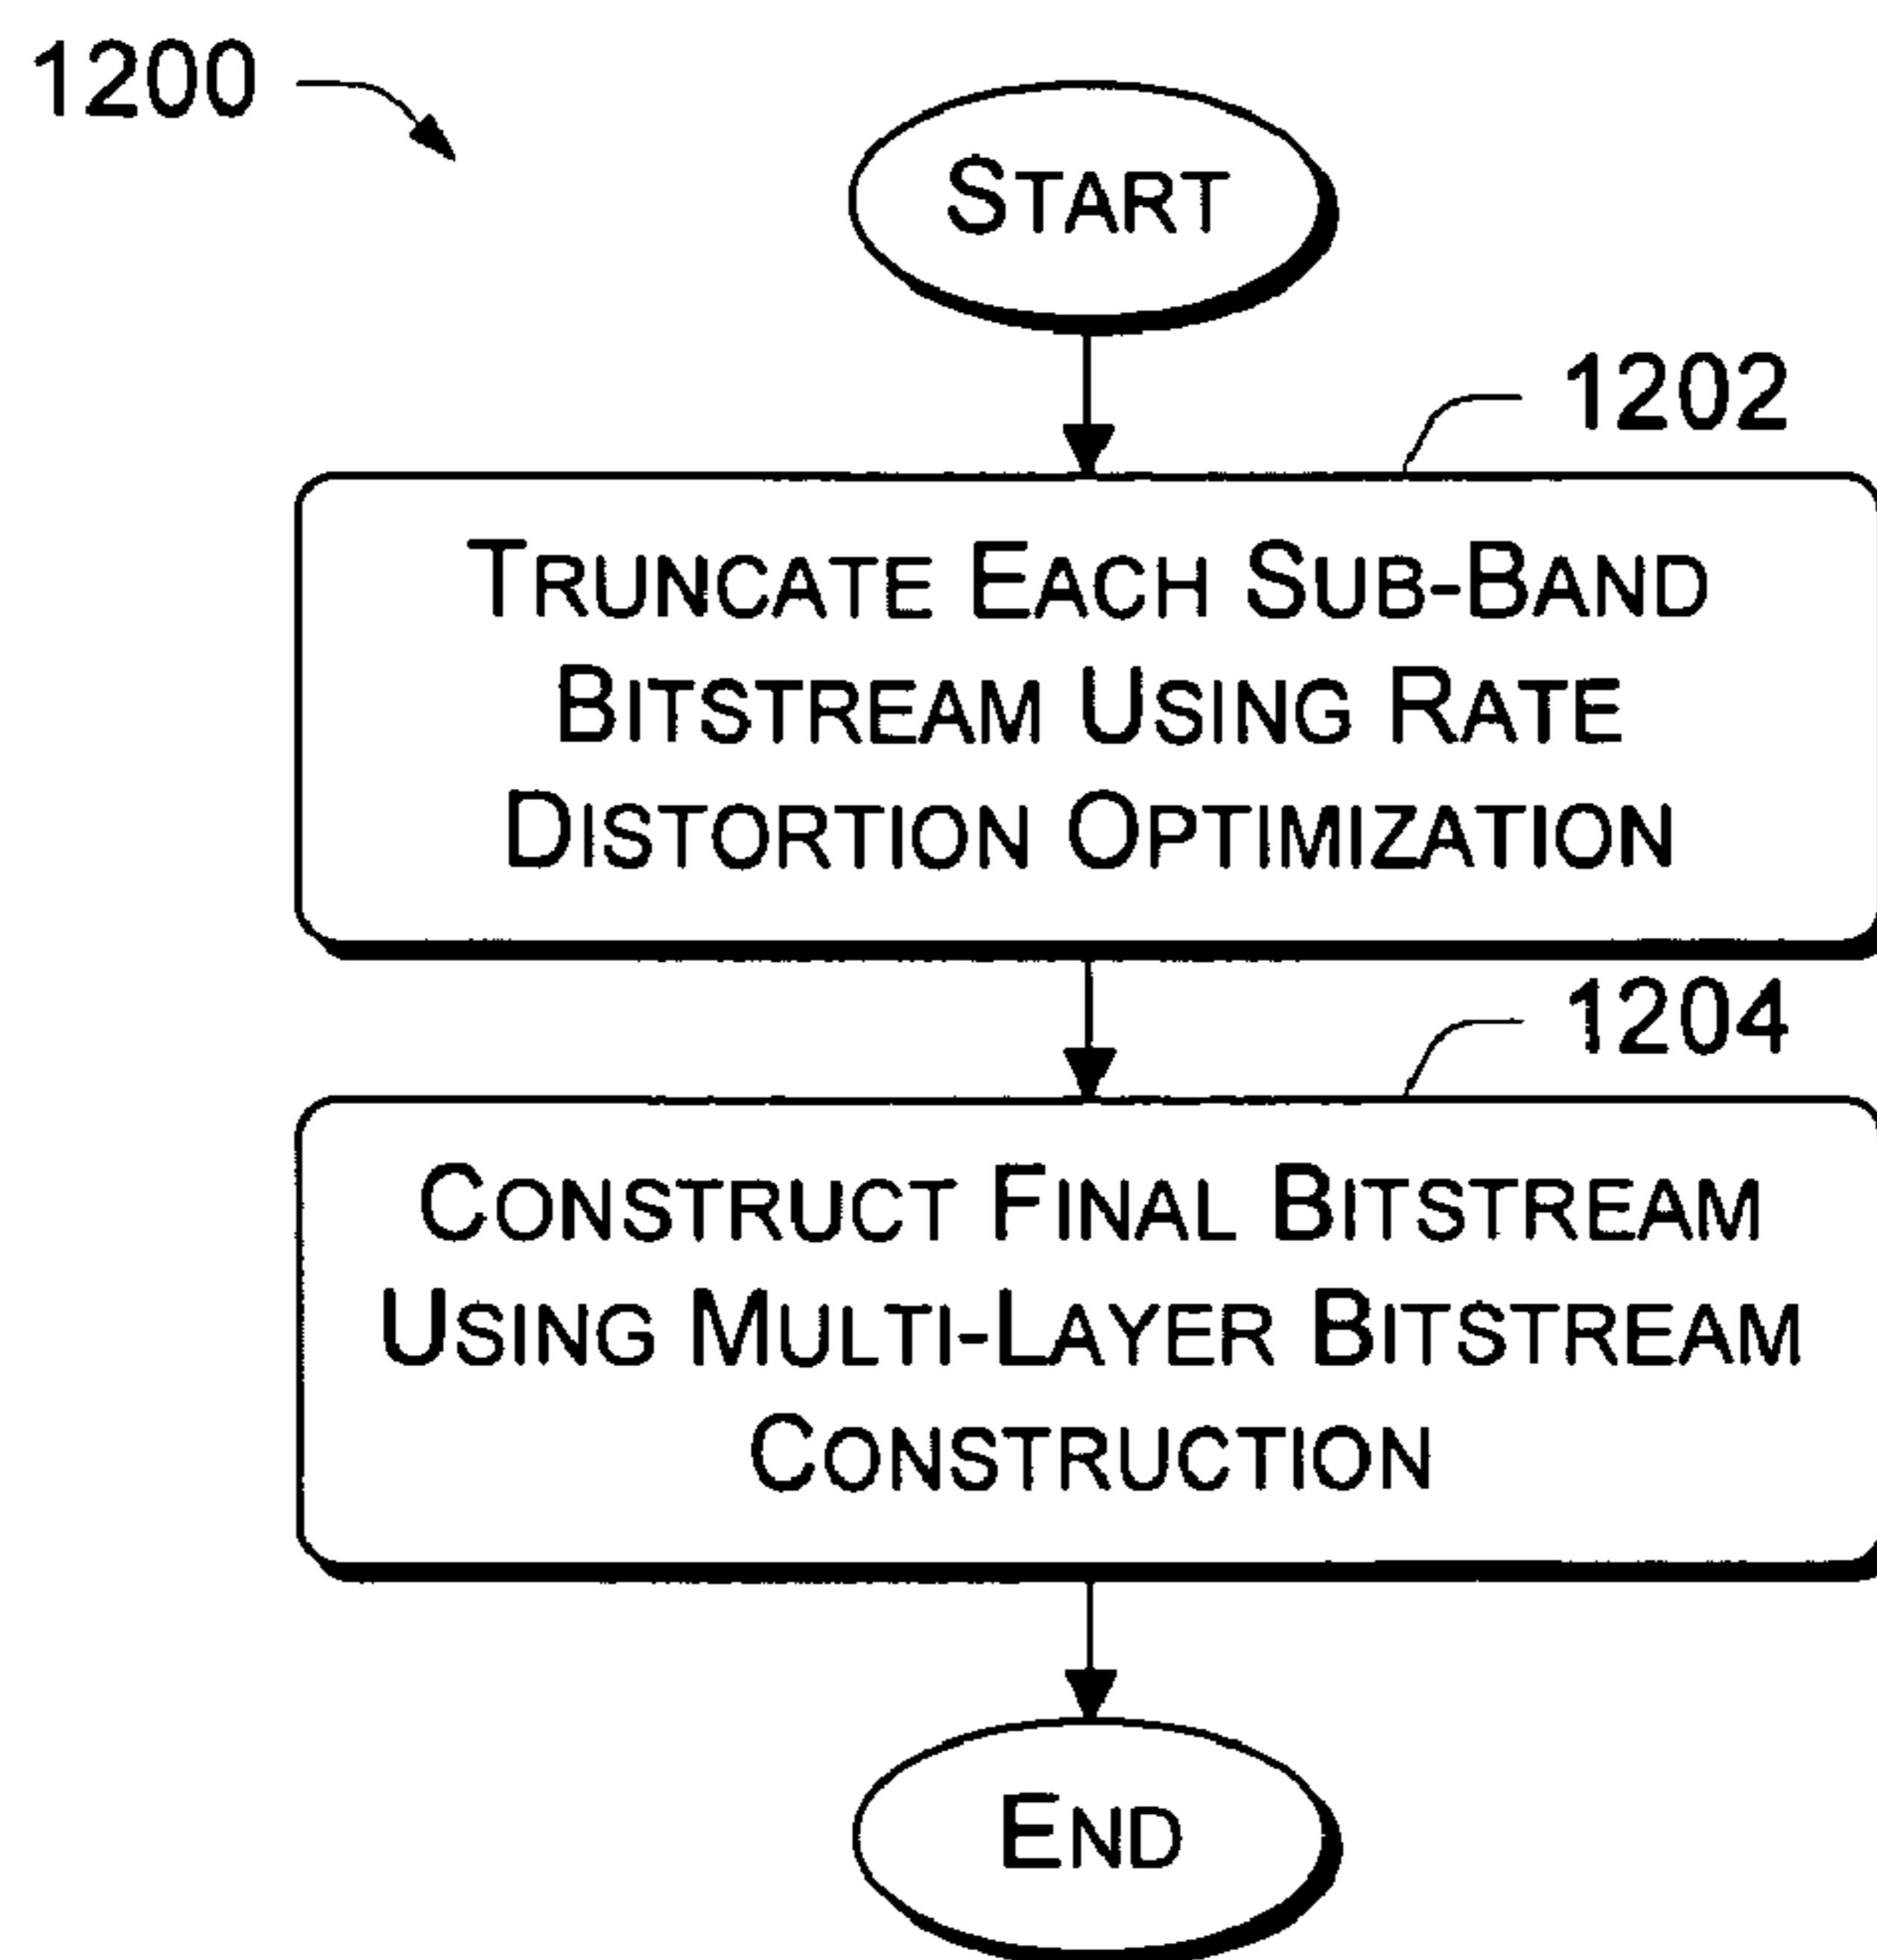 1200
START
1202
TRUNCATE EACH SUB-BAND
BITSTREAM USING RATE
DISTORTION OPTIMIZATION
1204
CONSTRUCT FINAL BITSTREAM
USING MULTI-LAYER BITSTREAM
CONSTRUCTION
END